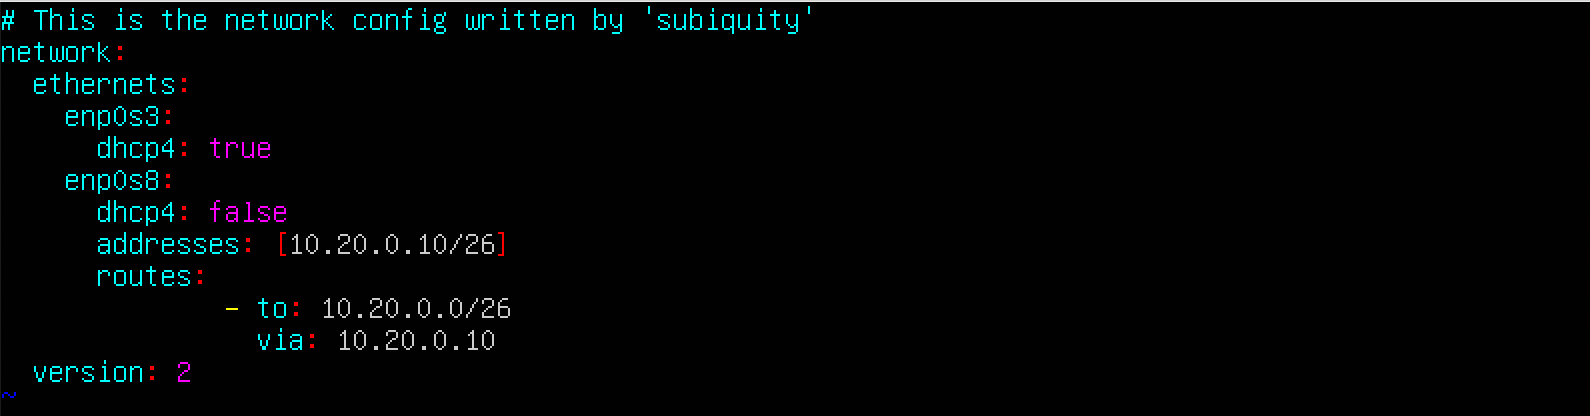 # This is the network config written by 'subiquity'
network:
  ethernets:
    enp0s3:
      dhcp4: true
    enp0s8:
      dhcp4: false
      addresses: [10.20.0.10/26]
      routes:
              - to: 10.20.0.0/26
                via: 10.20.0.10
  version: 2
~